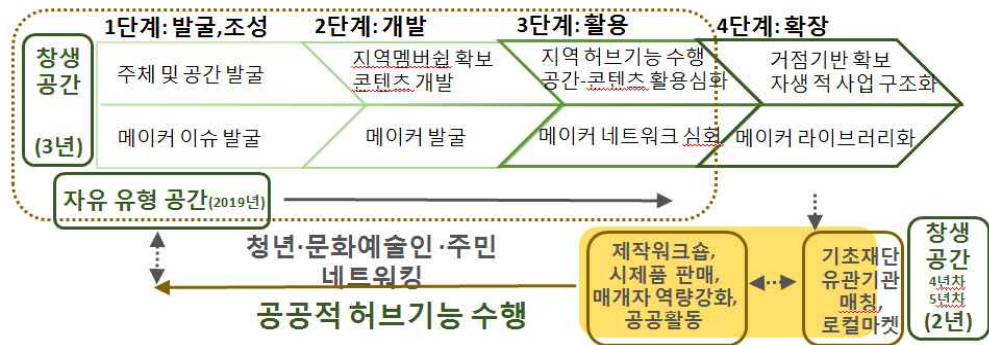 1단계: 발굴,조성
2단계: 개발
3단계: 활용
4단계: 확장
창생
공간
(3년)
주체 및 공간 발굴
지역멤버쉽 확보
콘텐츠 개발
지역 허브기능 수행
공간-콘텐츠 활용심화
거점기반 확보
자생적 사업 구조화
메이커 이슈 발굴
메이커 발굴
메이커 네트워크 심화
메이커 라이브러리화
자유 유형 공간(2019년)
청년·문화예술인·주민
네트워킹
공공적 허브기능 수행
제작워크숍,
시제품 판매,
매개자 역량강화,
공공활동
기초재단
유관기관
매칭,
로컬마켓
창생
공간
4년차
5년차
(2년)